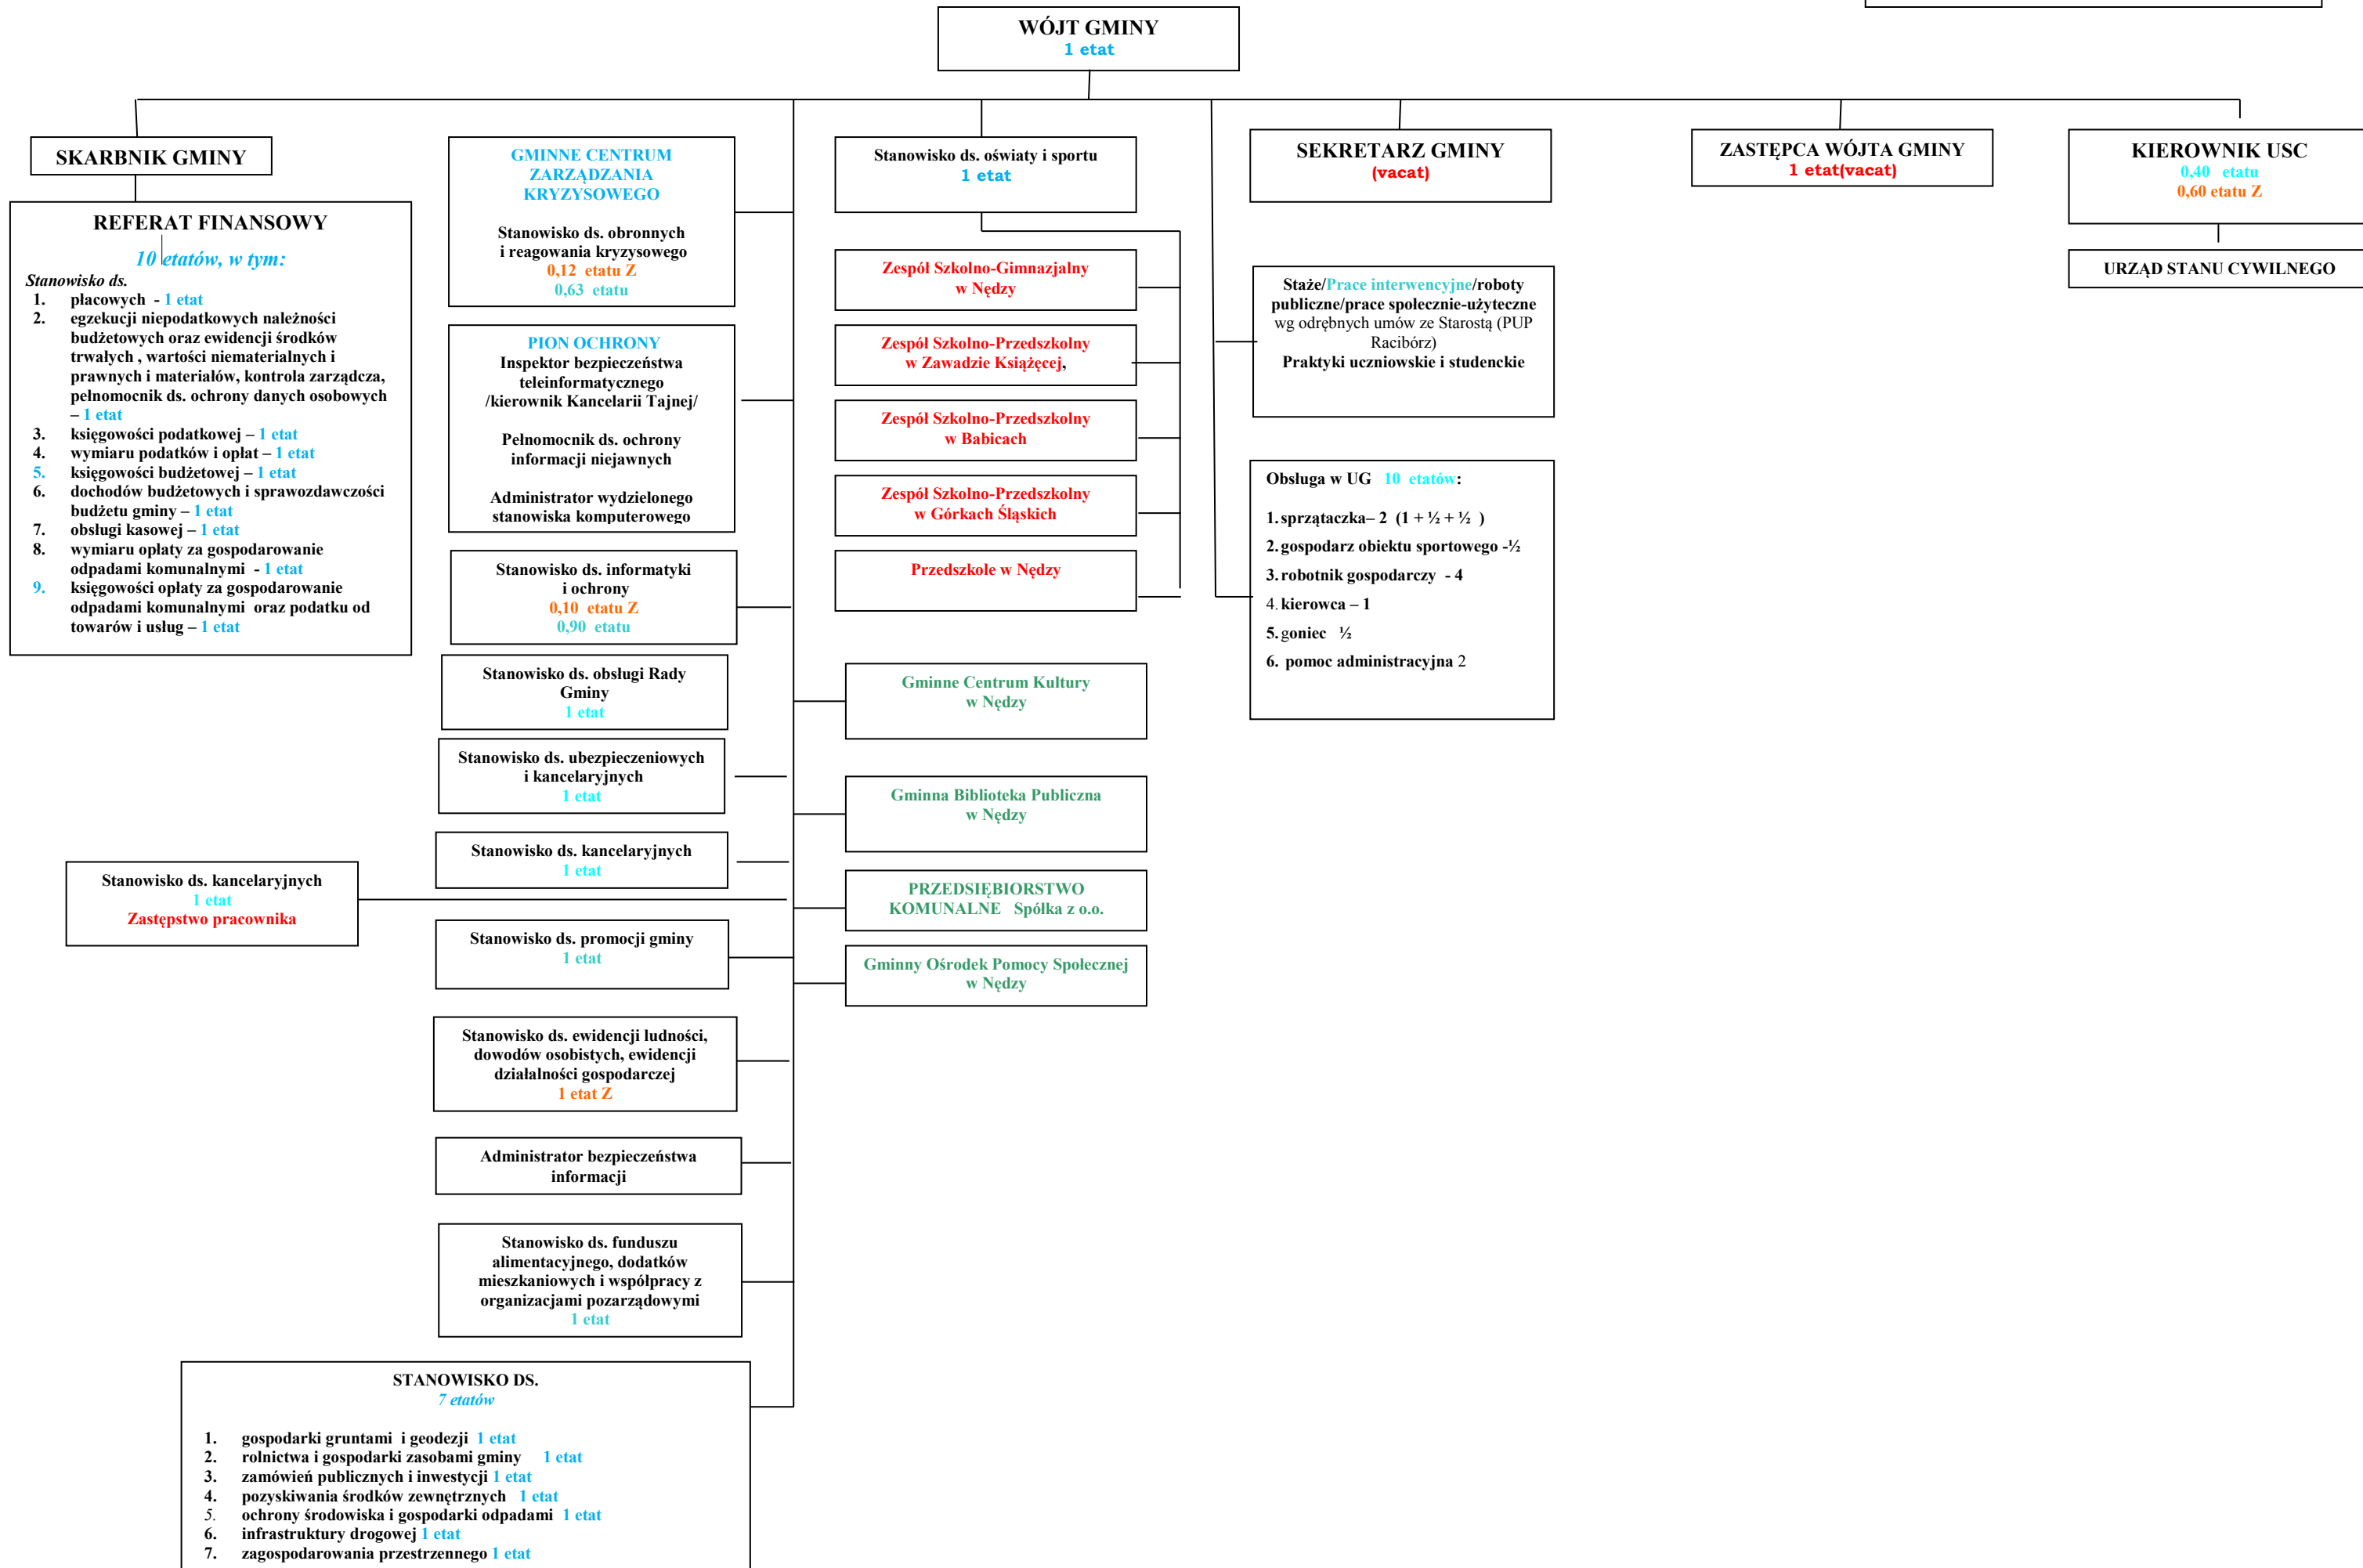 WÓJT GMINY
1 etat
SKARBNIK GMINY
REFERAT FINANSOWY
10 etatów, w tym:
Stanowisko ds.
1. płacowych - 1 etat
2. egzekucji niepodatkowych należności
budżetowych oraz ewidencji środków
trwałych , wartości niematerialnych i
prawnych i materiałów, kontrola zarządcza,
pełnomocnik ds. ochrony danych osobowych
– 1 etat
3. księgowości podatkowej – 1 etat
4. wymiaru podatków i opłat – 1 etat
5. księgowości budżetowej – 1 etat
6. dochodów budżetowych i sprawozdawczości
budżetu gminy – 1 etat
7. obsługi kasowej – 1 etat
8. wymiaru opłaty za gospodarowanie
odpadami komunalnymi - 1 etat
9. księgowości opłaty za gospodarowanie
odpadami komunalnymi oraz podatku od
towarów i usług – 1 etat
GMINNE CENTRUM
ZARZĄDZANIA
KRYZYSOWEGO
Stanowisko ds. obronnych
i reagowania kryzysowego
0,12 etatu Z
0,63 etatu
PION OCHRONY
Inspektor bezpieczeństwa
teleinformatycznego
/kierownik Kancelarii Tajnej/
Pełnomocnik ds. ochrony
informacji niejawnych
Administrator wydzielonego
stanowiska komputerowego
Stanowisko ds. informatyki
i ochrony
0,10 etatu Z
0,90 etatu
Stanowisko ds. obsługi Rady
Gminy
1 etat
Stanowisko ds. ubezpieczeniowych
i kancelaryjnych
1 etat
Stanowisko ds. kancelaryjnych
1 etat
Stanowisko ds. kancelaryjnych
1 etat
Zastępstwo pracownika
Stanowisko ds. promocji gminy
1 etat
Stanowisko ds. ewidencji ludności,
dowodów osobistych, ewidencji
działalności gospodarczej
1 etat Z
Administrator bezpieczeństwa
informacji
Stanowisko ds. funduszu
alimentacyjnego, dodatków
mieszkaniowych i współpracy z
organizacjami pozarządowymi
1 etat
STANOWISKO DS.
7 etatów
1. gospodarki gruntami i geodezji 1 etat
2. rolnictwa i gospodarki zasobami gminy 1 etat
3. zamówień publicznych i inwestycji 1 etat
4. pozyskiwania środków zewnętrznych 1 etat
5. ochrony środowiska i gospodarki odpadami 1 etat
6. infrastruktury drogowej 1 etat
7. zagospodarowania przestrzennego 1 etat
Stanowisko ds. oświaty i sportu
1 etat
Zespół Szkolno-Gimnazjalny
w Nędzy
Zespół Szkolno-Przedszkolny
w Zawadzie Książęcej,
Zespół Szkolno-Przedszkolny
w Babicach
Zespół Szkolno-Przedszkolny
w Górkach Śląskich
Przedszkole w Nędzy
Gminne Centrum Kultury
w Nędzy
Gminna Biblioteka Publiczna
w Nędzy
PRZEDSIĘBIORSTWO
KOMUNALNE Spółka z o.o.
Gminny Ośrodek Pomocy Społecznej
w Nędzy
SEKRETARZ GMINY
(vacat)
Staże/Prace interwencyjne/roboty
publiczne/prace społecznie-użyteczne
wg odrębnych umów ze Starostą (PUP
Racibórz)
Praktyki uczniowskie i studenckie
Obsługa w UG 10 etatów:
1. sprzątaczka– 2 (1 + ½ + ½ )
2. gospodarz obiektu sportowego -½
3. robotnik gospodarczy - 4
4. kierowca – 1
5. goniec ½
6. pomoc administracyjna 2
ZASTĘPCA WÓJTA GMINY
1 etat(vacat)
KIEROWNIK USC
0,40 etatu
0,60 etatu Z
URZĄD STANU CYWILNEGO